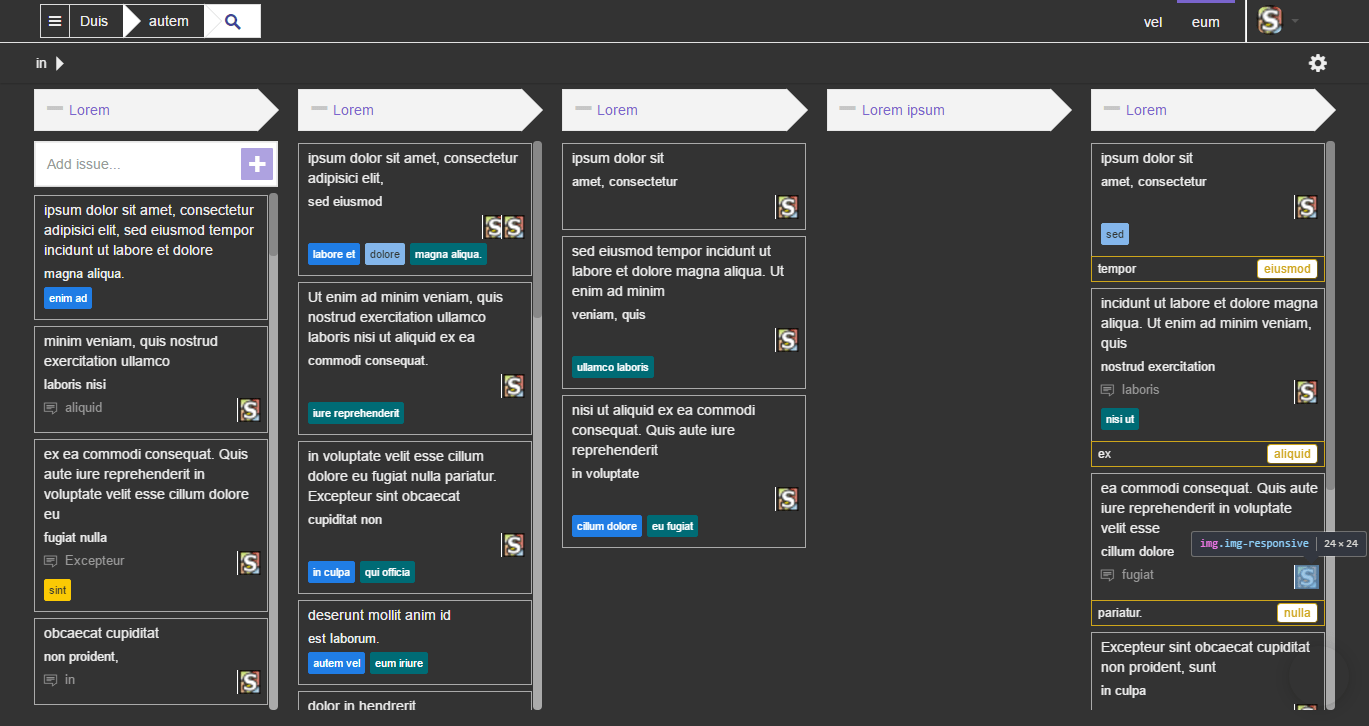 Duis autem
vel eum
in
Lorem
Add issue...
ipsum dolor sit amet, consectetur
adipisici elit, sed eiusmod tempor
incidunt ut labore et dolore
magna aliqua.
enim ad
minim veniam, quis nostrud
exercitation ullamco
laboris nisi
aliquid
ex ea commodi consequat. Quis
aute iure reprehenderit in
voluptate velit esse cillum dolore
eu
fugiat nulla
Excepteur
sint
obcaecat cupiditat
non proident,
in
Lorem
ipsum dolor sit amet, consectetur
adipisici elit,
sed eiusmod
labore et dolore magna aliqua.
Ut enim ad minim veniam, quis
nostrud exercitation ullamco
laboris nisi ut aliquid ex ea
commodi consequat.
iure reprehenderit
in voluptate velit esse cillum
dolore eu fugiat nulla pariatur.
Excepteur sint obcaecat
cupiditat non
in culpa qui officia
deserunt mollit anim id
est laborum.
autem vel eum iriure
dolor in hendrerit
Lorem
ipsum dolor sit
amet, consectetur
sed eiusmod tempor incidunt ut
labore et dolore magna aliqua. Ut
enim ad minim
veniam, quis
ullamco laboris
nisi ut aliquid ex ea commodi
consequat. Quis aute iure
reprehenderit
in voluptate
cillum dolore eu fugiat
Lorem ipsum
Lorem
ipsum dolor sit
amet, consectetur
sed
tempor eiusmod
incidunt ut labore et dolore magna
aliqua. Ut enim ad minim veniam,
quis
nostrud exercitation
laboris
nisi ut
ex aliquid
ea commodi consequat. Quis aute
iure reprehenderit in voluptate
velit esse
cillum dolore
img.img-responsive 24×24
fugiat
pariatur. nulla
Excepteur sint obcaecat cupiditat
non proident, sunt
in culpa